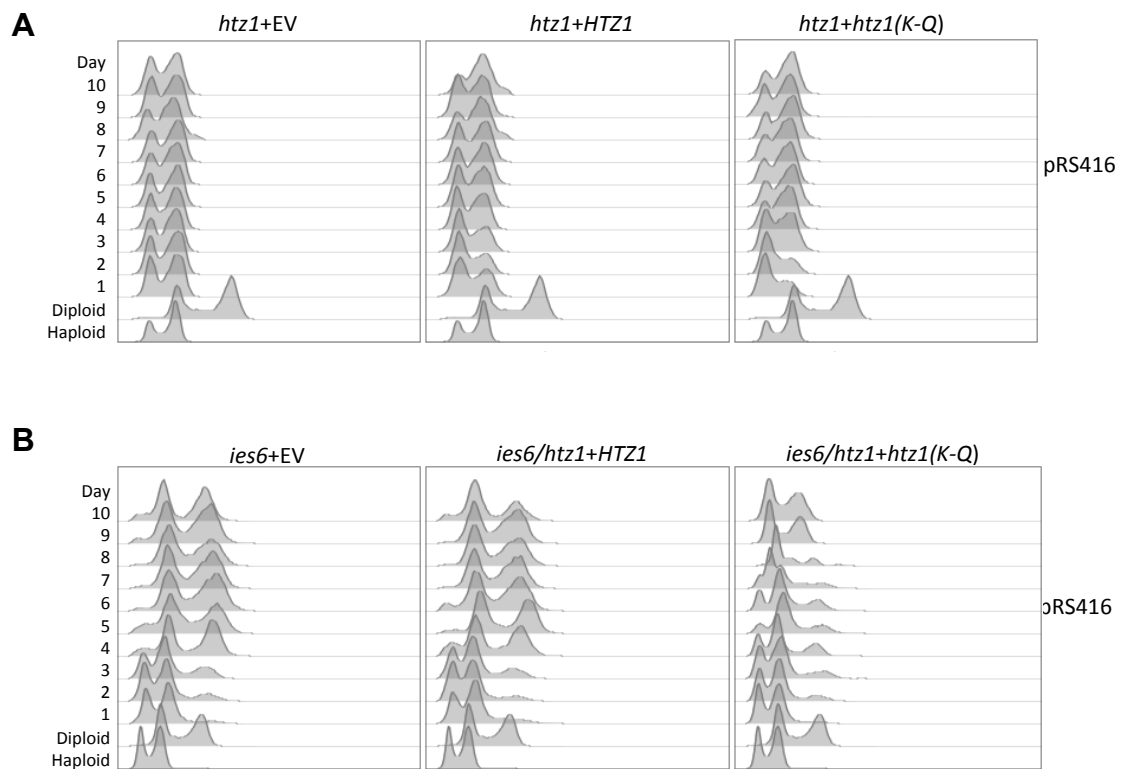 A
htz1+EV
htz1+HTZ1
htz1+htz1(K-Q)
Day
10
9
8
7
6
5
4
3
2
1
Diploid
Haploid
pRS416
B
ies6+EV
ies6/htz1+HTZ1
ies6/htz1+htz1(K-Q)
Day
10
9
8
7
6
5
4
3
2
1
Diploid
Haploid
pRS416